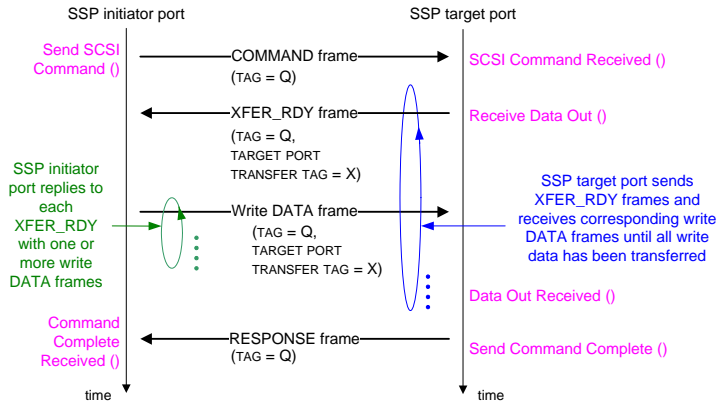 SSP initiator port
SSP target port
Send SCSI
Command ()
COMMAND frame
(TAG = Q)
SCSI Command Received ()
XFER_RDY frame
(TAG = Q,
TARGET PORT
TRANSFER TAG = X)
Receive Data Out ()
SSP initiator
port replies to
each
XFER_RDY
with one or
more write
DATA frames
Write DATA frame
(TAG = Q,
TARGET PORT
TRANSFER TAG = X)
SSP target port sends
XFER_RDY frames and
receives corresponding write
DATA frames until all write
data has been transferred
Data Out Received ()
Command
Complete
Received ()
RESPONSE frame
(TAG = Q)
Send Command Complete ()
time
time